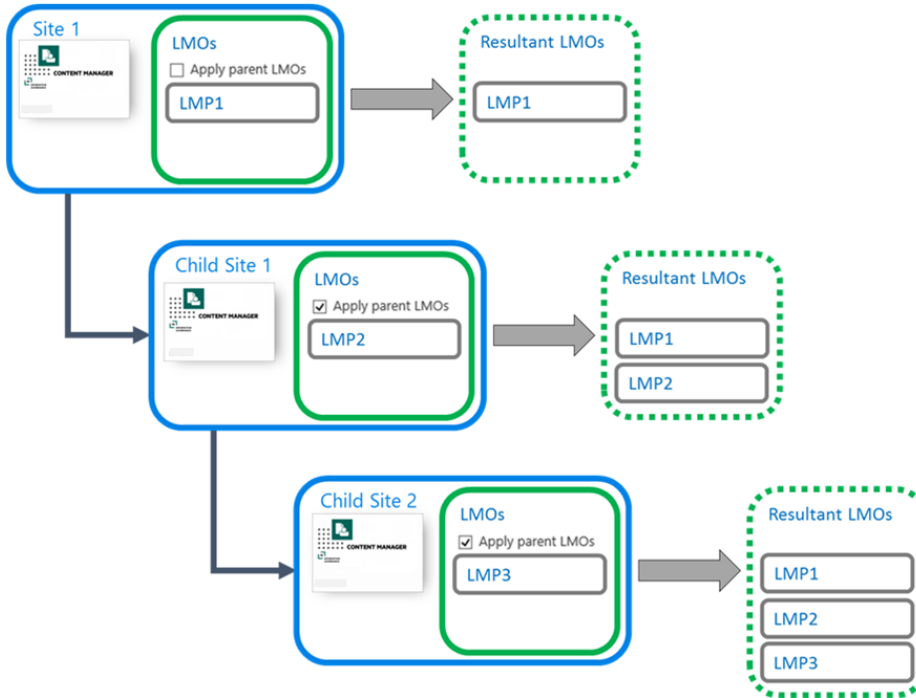 Site 1
CONTENT MANAGER
LMOs
Apply parent LMOs
LMP1
Resultant LMOs
LMP1
Child Site 1
CONTENT MANAGER
LMOs
Apply parent LMOs
LMP2
Resultant LMOs
LMP1
LMP2
Child Site 2
CONTENT MANAGER
LMOs
Apply parent LMOs
LMP3
Resultant LMOs
LMP1
LMP2
LMP3